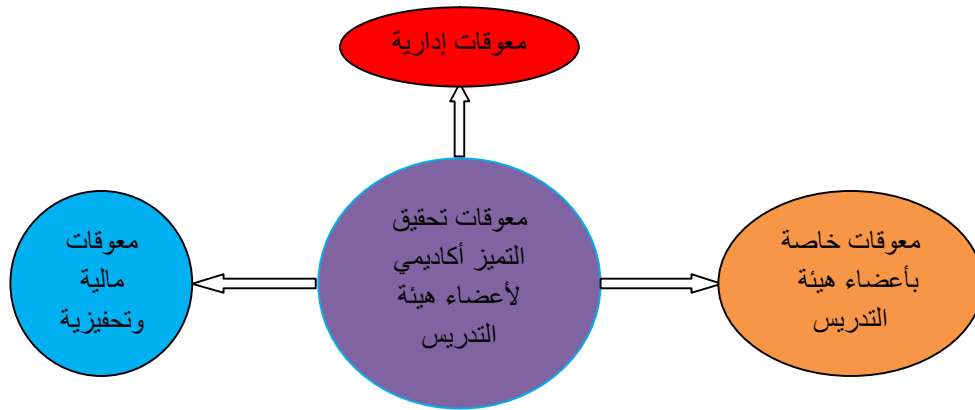 معوقات إدارية
معوقات تحقيق
التميز أكاديمي
لأعضاء هيئة
التدريس
معوقات خاصة
بأعضاء هيئة
التدريس
معوقات
مالية
وتحفيزية